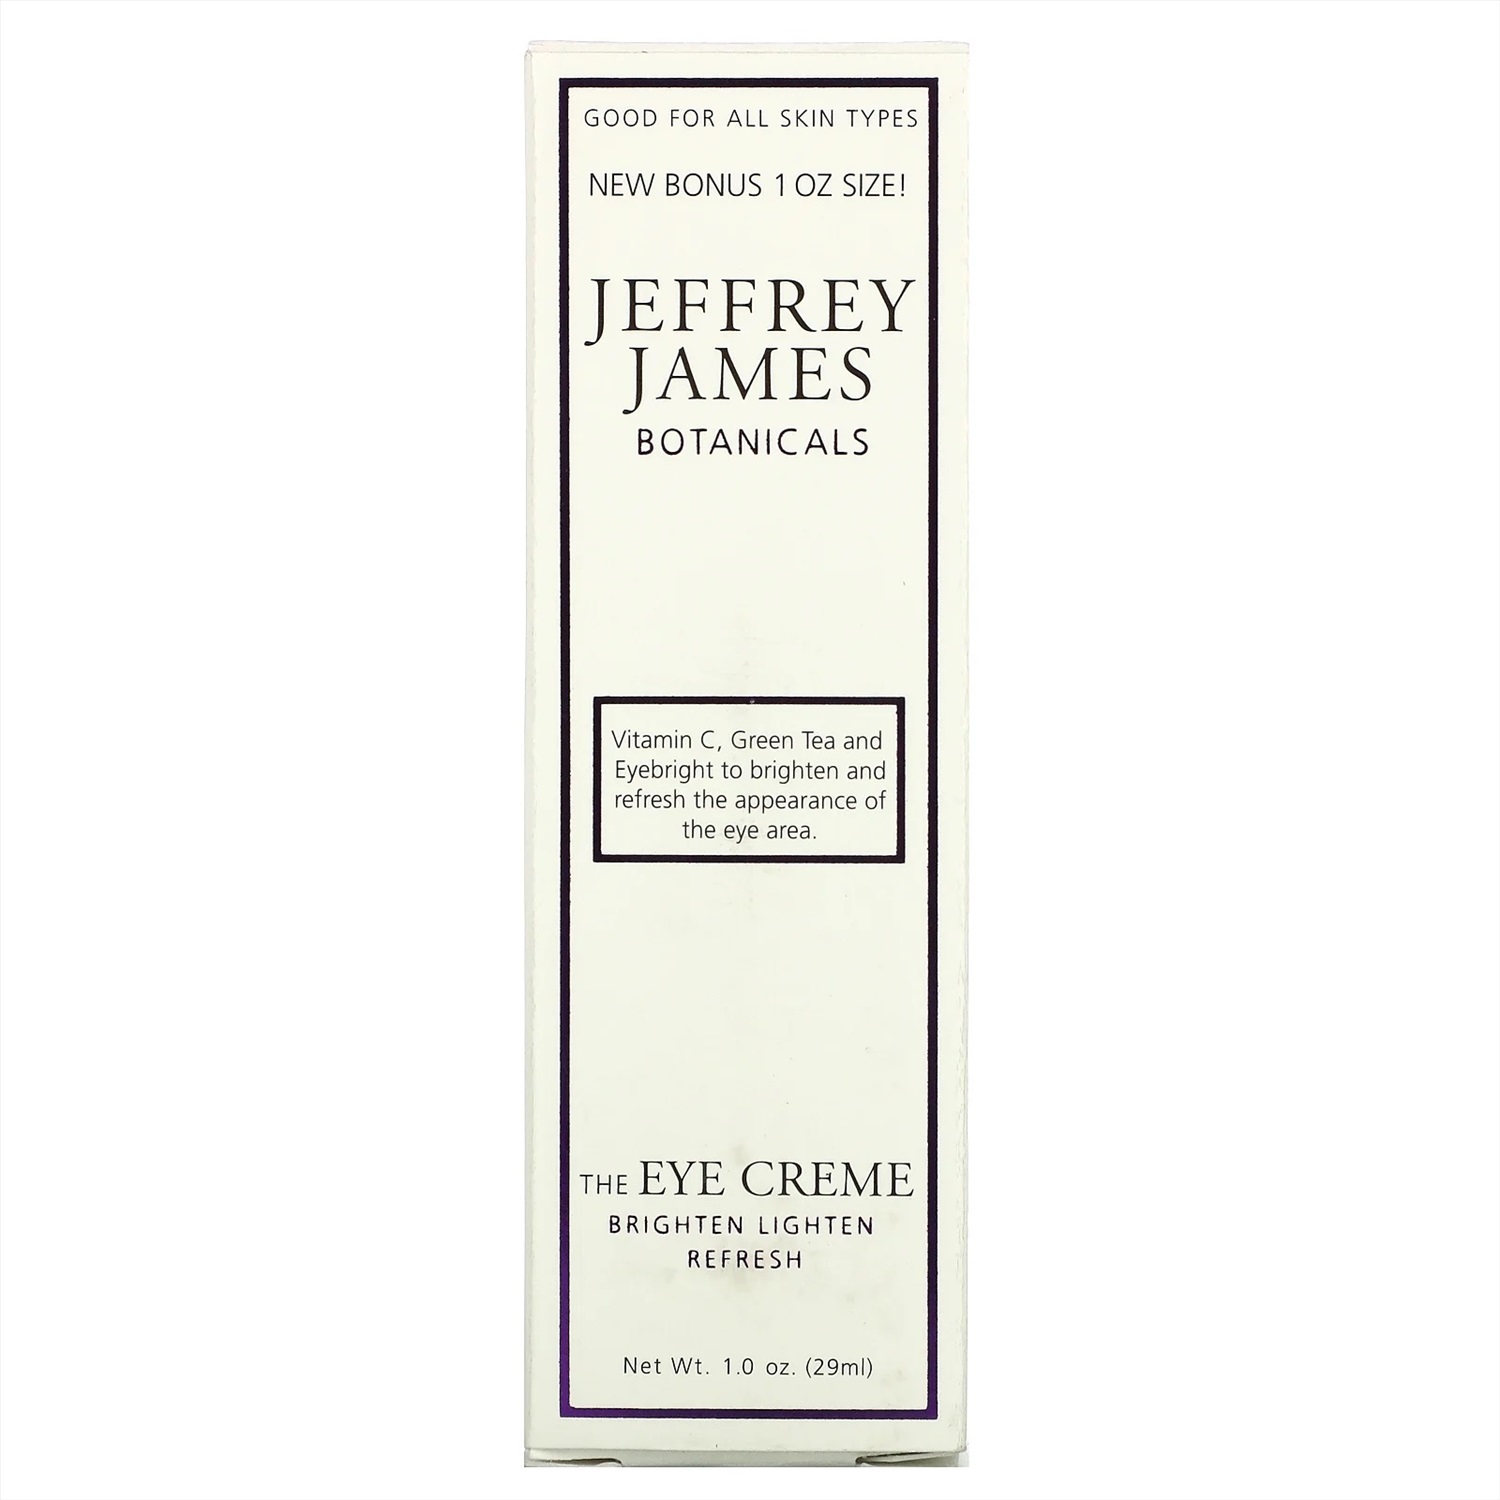 GOOD FOR ALL SKIN TYPES
NEW BONUS 1 OZ SIZE!
JEFFREY
JAMES
BOTANICALS
Vitamin C, Green Tea and
Eyebright to brighten and
refresh the appearance of
the eye area.
THE EYE CREME
BRIGHTEN LIGHTEN
REFRESH
Net Wt. 1.0 oz. (29ml)